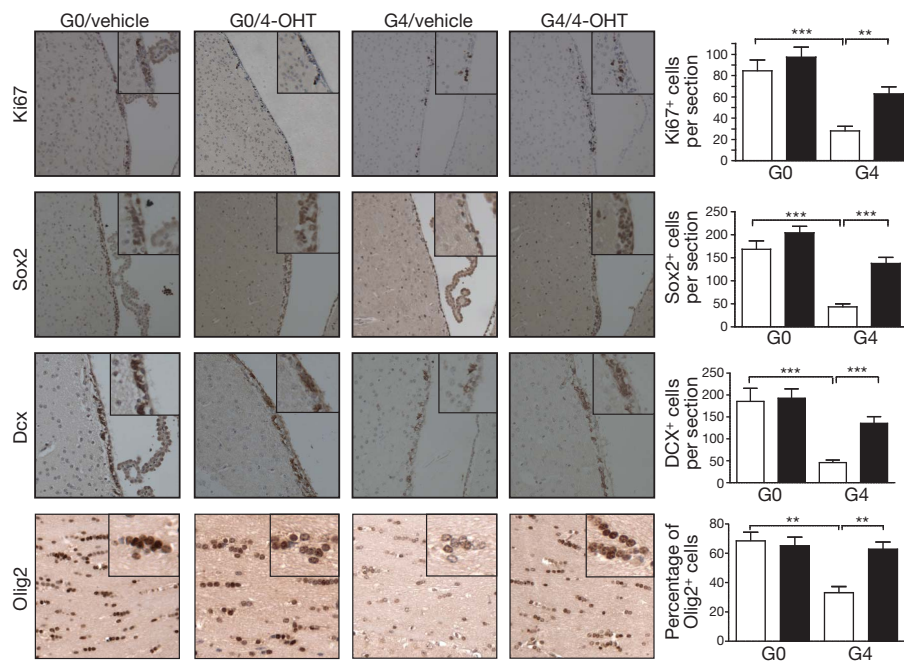 G0/vehicle
G0/4-OHT
G4/vehicle
G4/4-OHT
Ki67
Ki67⁺ cells
per section
100
80
60
40
20
0
***
**
G0
G4
Sox2
Sox2⁺ cells
per section
250
200
150
100
50
0
***
***
G0
G4
Dcx
DCX⁺ cells
per section
250
200
150
100
50
0
***
***
G0
G4
Olig2
Percentage of
Olig2⁺ cells
80
60
40
20
0
**
**
G0
G4